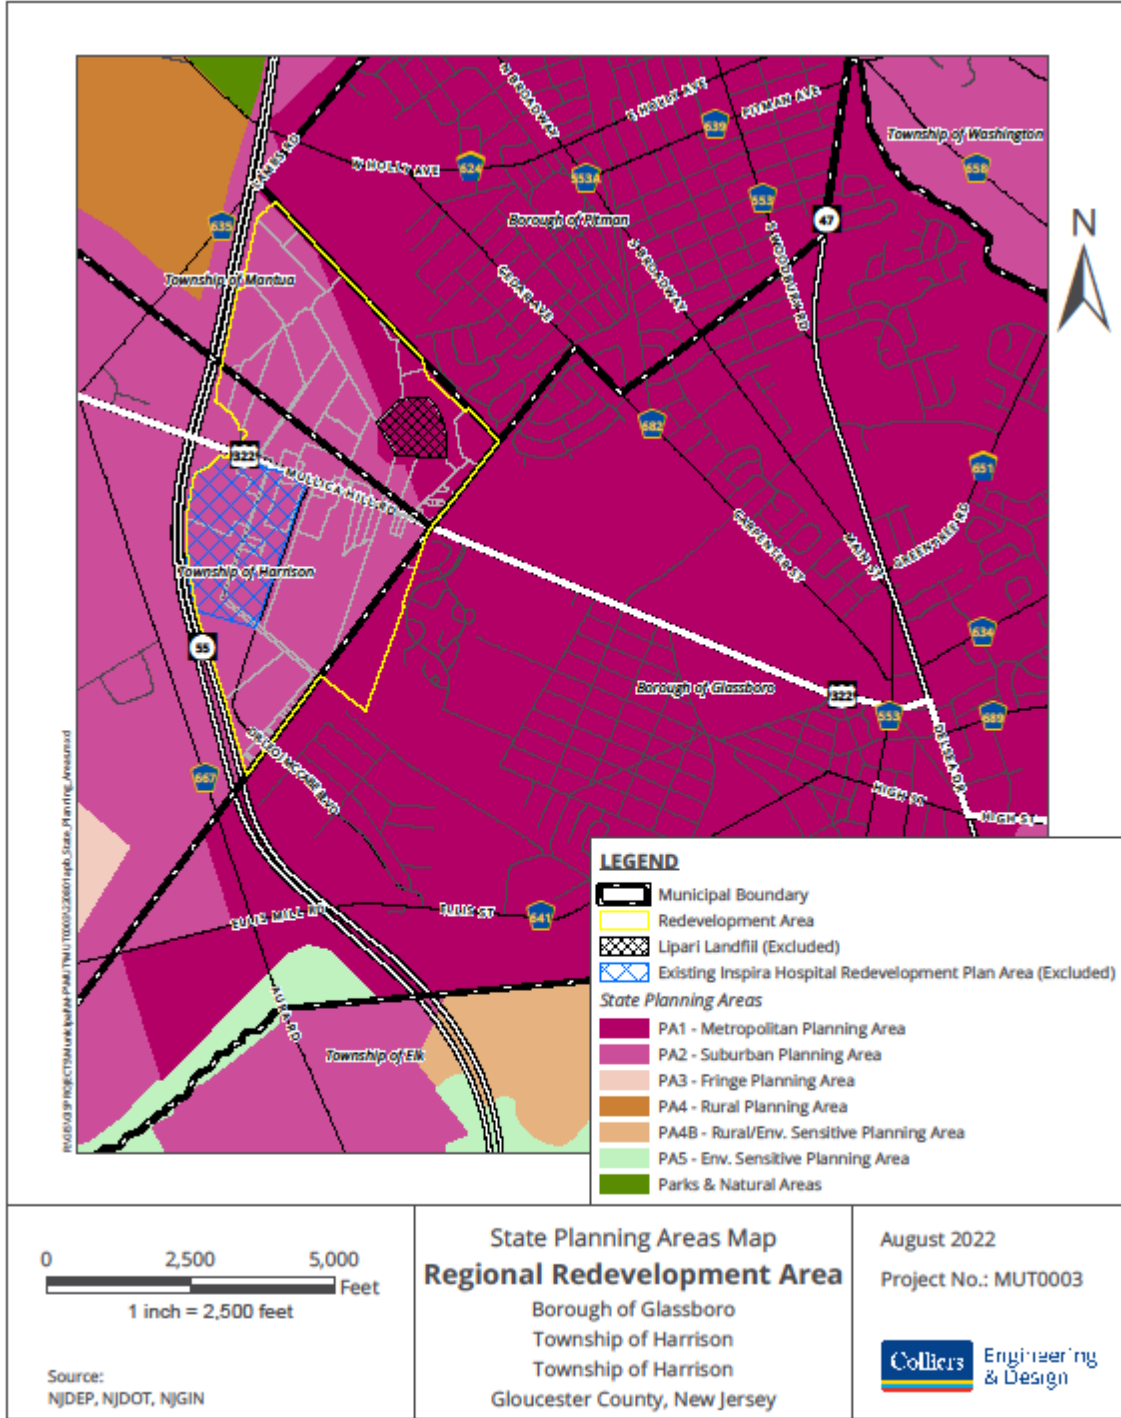 N BROADWAY
E HOLLY AVE
PITMAN AVE
639
Township of Washington
LAMBS RD
W HOLLY AVE
624
553A
658
553
635
Borough of Pitman
47
N
S BROADWAY
S WOODBURY RD
Township of Mantua
CEDAR AVE
682
322
MULLICA HILL RD
651
CARPENTER ST
MAIN ST
GREENTREE RD
Township of Harrison
634
55
Borough of Glassboro
322
553
689
DELSEA DR
667
HIGH ST
HIGH ST
ELLIS MILL RD
ELLIS ST
641
AURA RD
Township of Elk
LEGEND
Municipal Boundary
Redevelopment Area
Lipari Landfill (Excluded)
Existing Inspira Hospital Redevelopment Plan Area (Excluded)
State Planning Areas
PA1 - Metropolitan Planning Area
PA2 - Suburban Planning Area
PA3 - Fringe Planning Area
PA4 - Rural Planning Area
PA4B - Rural/Env. Sensitive Planning Area
PA5 - Env. Sensitive Planning Area
Parks & Natural Areas
0 2,500 5,000
Feet
1 inch = 2,500 feet
Source:
NJDEP, NJDOT, NJGIN
State Planning Areas Map
Regional Redevelopment Area
Borough of Glassboro
Township of Harrison
Township of Harrison
Gloucester County, New Jersey
August 2022
Project No.: MUT0003
Colliers
Engineering
& Design